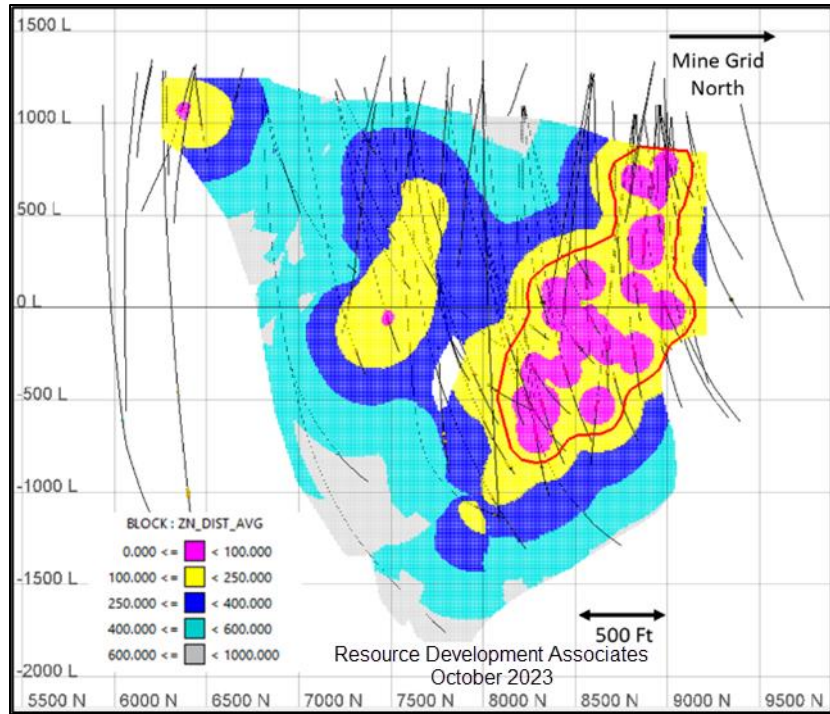 1500 L
Mine Grid
North
1000 L
500 L
0 L
-500 L
-1000 L
BLOCK : ZN_DIST_AVG
0.000 <= < 100.000
100.000 <= < 250.000
250.000 <= < 400.000
400.000 <= < 600.000
600.000 <= < 1000.000
-1500 L
500 Ft
Resource Development Associates
October 2023
-2000 L
5500 N 6000 N 6500 N 7000 N 7500 N 8000 N 8500 N 9000 N 9500 N